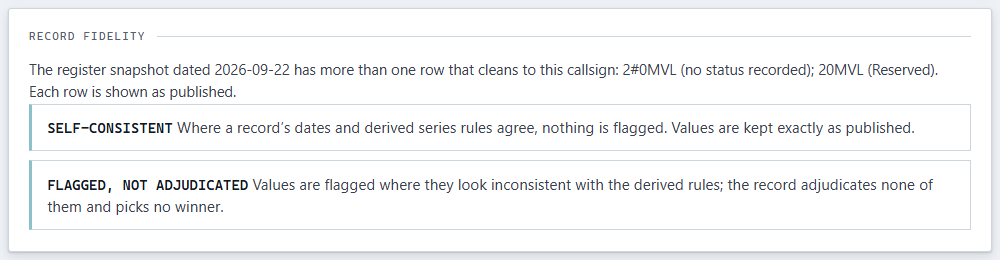 RECORD FIDELITY
The register snapshot dated 2026-09-22 has more than one row that cleans to this callsign: 2#0MVL (no status recorded); 20MVL (Reserved).
Each row is shown as published.
SELF-CONSISTENT Where a record’s dates and derived series rules agree, nothing is flagged. Values are kept exactly as published.
FLAGGED, NOT ADJUDICATED Values are flagged where they look inconsistent with the derived rules; the record adjudicates none of
them and picks no winner.